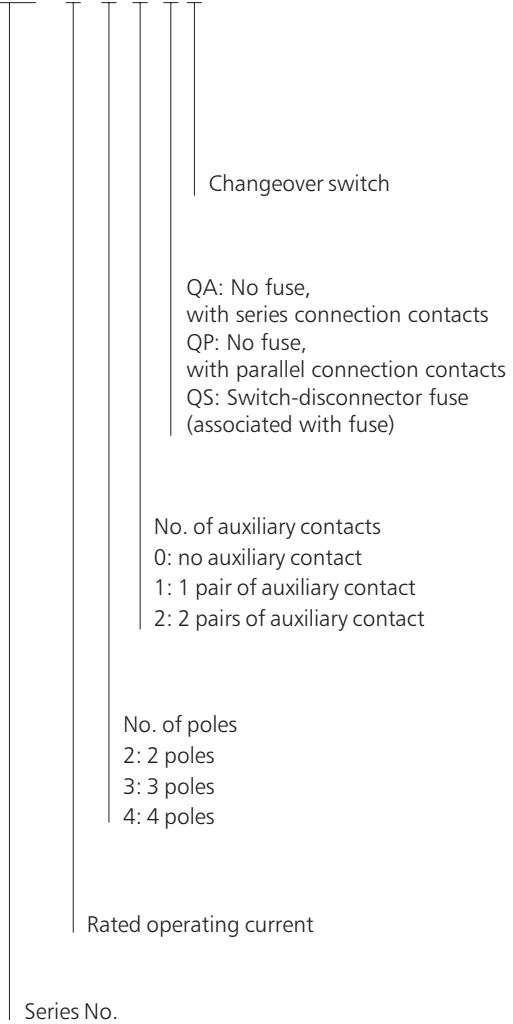 Changeover switch
QA: No fuse,
with series connection contacts
QP: No fuse,
with parallel connection contacts
QS: Switch-disconnector fuse
(associated with fuse)
No. of auxiliary contacts
0: no auxiliary contact
1: 1 pair of auxiliary contact
2: 2 pairs of auxiliary contact
No. of poles
2: 2 poles
3: 3 poles
4: 4 poles
Rated operating current
Series No.